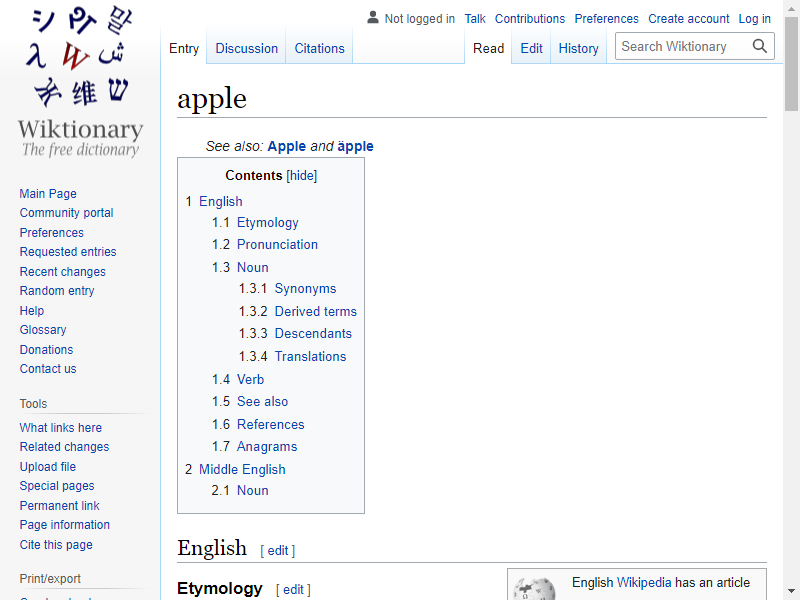 Not logged in Talk Contributions Preferences Create account Log in
Entry Discussion Citations Read Edit History Search Wiktionary
Wiktionary
The free dictionary
Main Page
Community portal
Preferences
Requested entries
Recent changes
Random entry
Help
Glossary
Donations
Contact us
Tools
What links here
Related changes
Upload file
Special pages
Permanent link
Page information
Cite this page
Print/export
apple
See also: Apple and äpple
Contents [hide]
1 English
1.1 Etymology
1.2 Pronunciation
1.3 Noun
1.3.1 Synonyms
1.3.2 Derived terms
1.3.3 Descendants
1.3.4 Translations
1.4 Verb
1.5 See also
1.6 References
1.7 Anagrams
2 Middle English
2.1 Noun
English [ edit ]
Etymology [ edit ]
English Wikipedia has an article